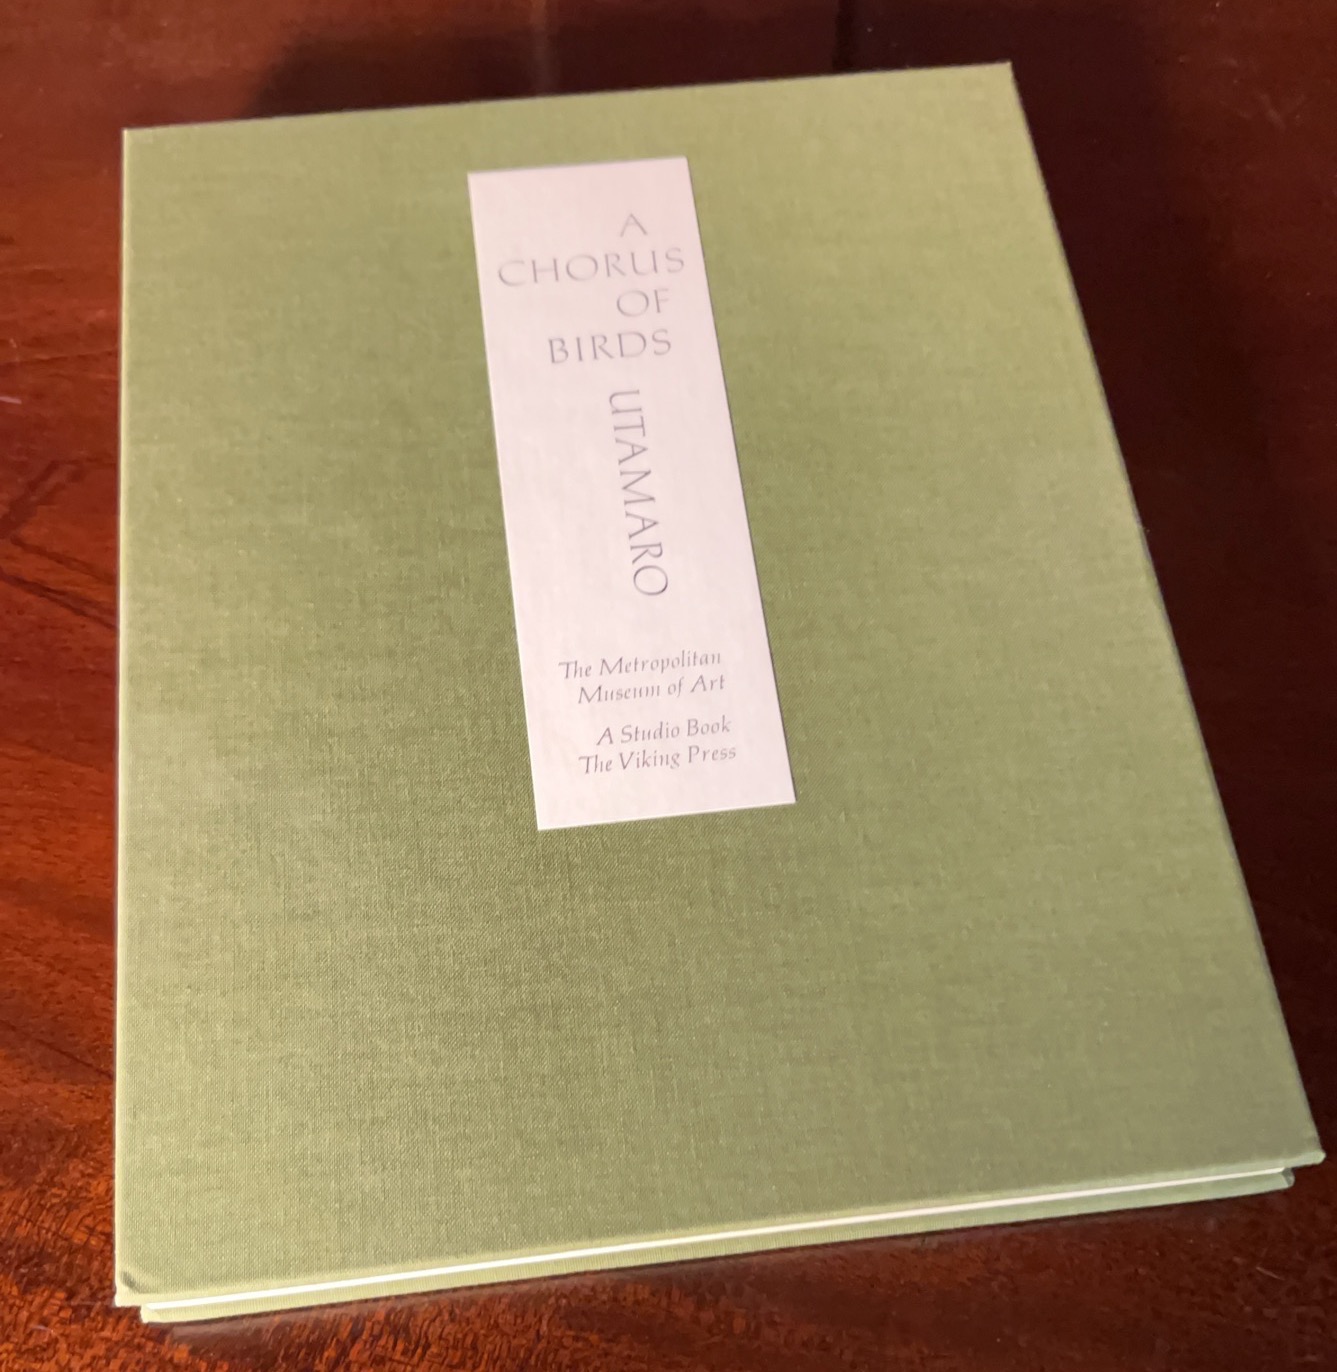 A
CHORUS
OF
BIRDS
UTAMARO
The Metropolitan
Museum of Art
A Studio Book
The Viking Press